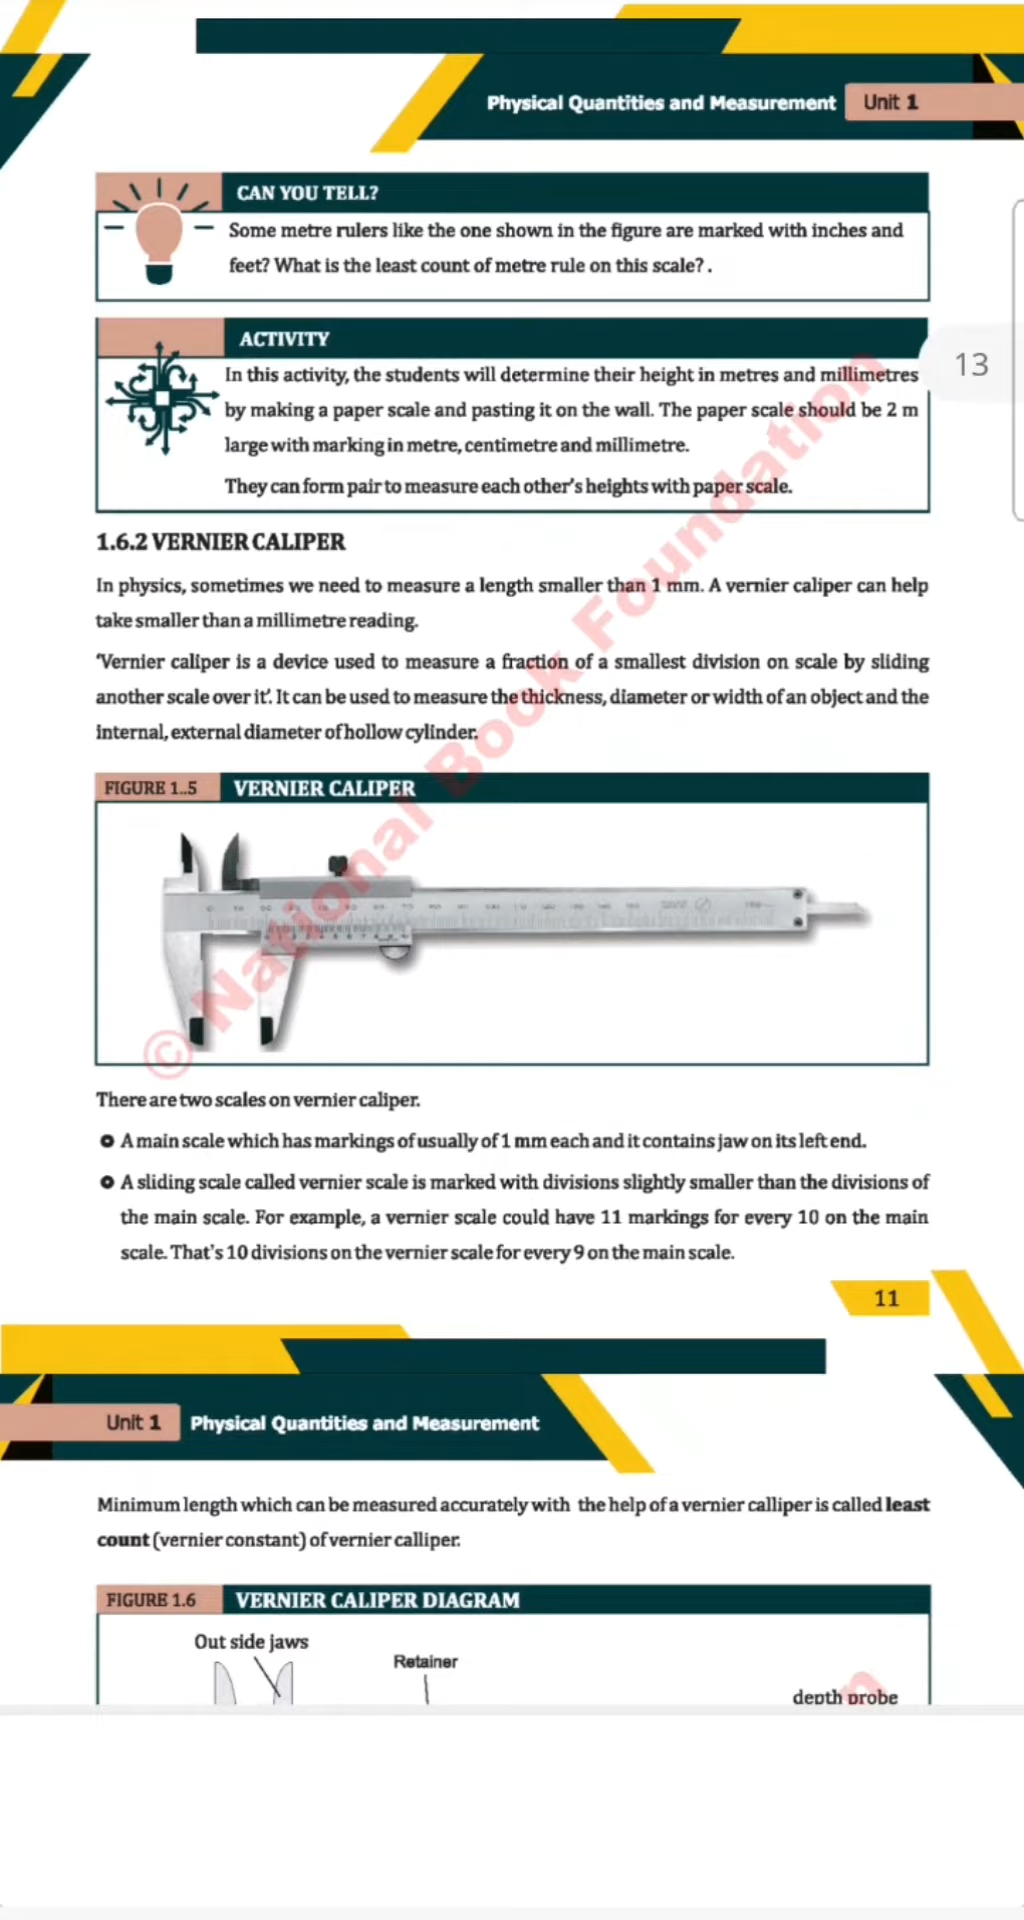 Physical Quantities and Measurement Unit 1
CAN YOU TELL?
Some metre rulers like the one shown in the figure are marked with inches and
feet? What is the least count of metre rule on this scale? .
ACTIVITY
13
In this activity, the students will determine their height in metres and millimetres
by making a paper scale and pasting it on the wall. The paper scale should be 2 m
large with marking in metre, centimetre and millimetre.
They can form pair to measure each other's heights with paper scale.
1.6.2 VERNIER CALIPER
In physics, sometimes we need to measure a length smaller than 1 mm. A vernier caliper can help
take smaller than a millimetre reading.
‘Vernier caliper is a device used to measure a fraction of a smallest division on scale by sliding
another scale over it’. It can be used to measure the thickness, diameter or width of an object and the
internal, external diameter of hollow cylinder.
FIGURE 1..5 VERNIER CALIPER
© National Book Foundation
There are two scales on vernier caliper.
A main scale which has markings of usually of 1 mm each and it contains jaw on its left end.
A sliding scale called vernier scale is marked with divisions slightly smaller than the divisions of
the main scale. For example, a vernier scale could have 11 markings for every 10 on the main
scale. That's 10 divisions on the vernier scale for every 9 on the main scale.
11
Unit 1 Physical Quantities and Measurement
Minimum length which can be measured accurately with the help of a vernier calliper is called least
count (vernier constant) of vernier calliper.
FIGURE 1.6 VERNIER CALIPER DIAGRAM
Out side jaws
Retainer
depth probe
n